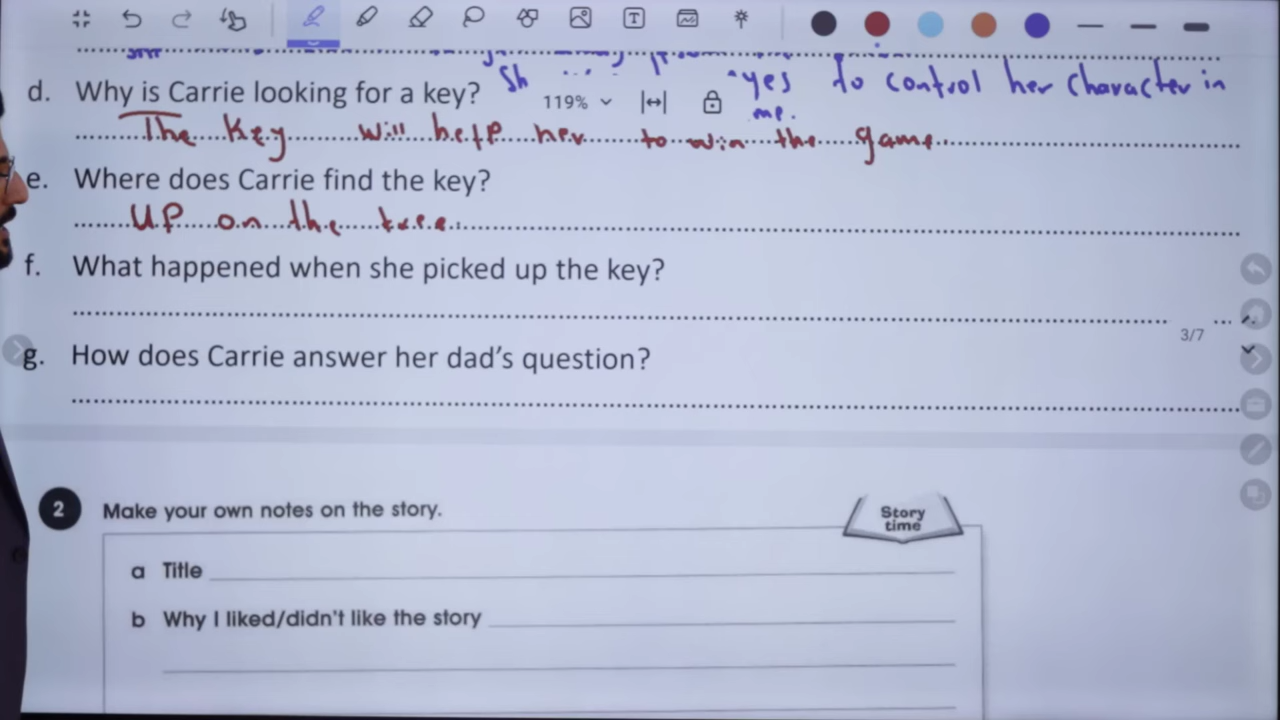 119%
yes to control her character in
me.
d. Why is Carrie looking for a key?
The Key will help her to win the game.
e. Where does Carrie find the key?
UP on the tree.
f. What happened when she picked up the key?
3/7
g. How does Carrie answer her dad's question?
2 Make your own notes on the story.
Story
time
a Title
b Why I liked/didn't like the story